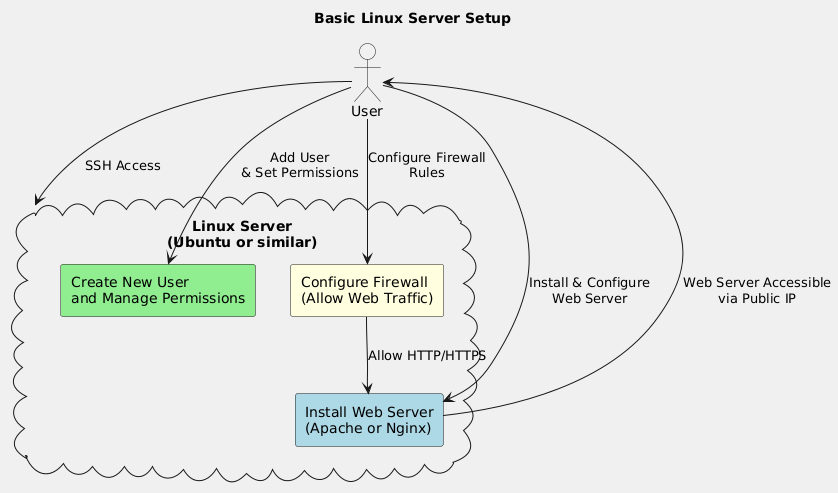 Basic Linux Server Setup
User
SSH Access
Add User
& Set Permissions
Configure Firewall
Rules
Linux Server
(Ubuntu or similar)
Create New User
and Manage Permissions
Configure Firewall
(Allow Web Traffic)
Install & Configure
Web Server
Web Server Accessible
via Public IP
Allow HTTP/HTTPS
Install Web Server
(Apache or Nginx)